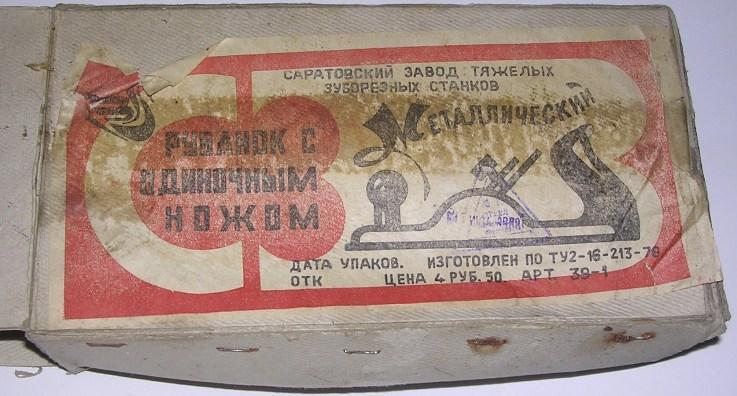 САРАТОВСКИЙ ЗАВОД ТЯЖЕЛЫХ
ЗУБОРЕЗНЫХ СТАНКОВ
РУБАНОК С
ОДИНОЧНЫМ
НОЖОМ
МЕТАЛЛИЧЕСКИЙ
ДАТА УПАКОВ. ИЗГОТОВЛЕН ПО ТУ2-16-213-76
ОТК ЦЕНА 4 РУБ. 50. АРТ. 39-1